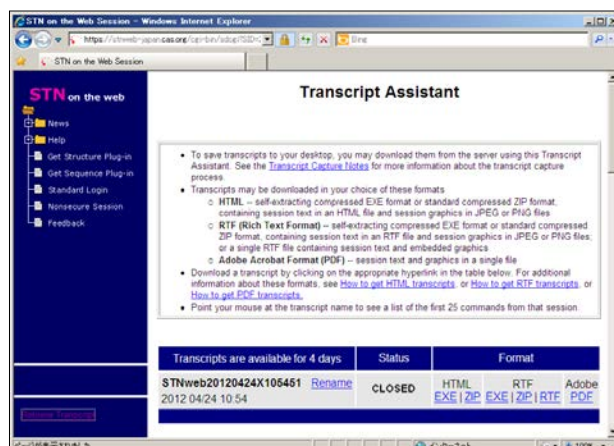 STN on the Web Session - Windows Internet Explorer
Bing
STN on the Web Session
STN on the web
News
Help
Get Structure Plug-in
Get Sequence Plug-in
Standard Login
Nonsecure Session
Feedback
Transcript Assistant
• To save transcripts to your desktop, you may download them from the server using this Transcript
Assistant. See the Transcript Capture Notes for more information about the transcript capture
process.
• Transcripts may be downloaded in your choice of these formats
○ HTML -- self-extracting compressed EXE format or standard compressed ZIP format,
containing session text in an HTML file and session graphics in JPEG or PNG files
○ RTF (Rich Text Format) -- self-extracting compressed EXE format or standard compressed
ZIP format, containing session text in an RTF file and session graphics in JPEG or PNG files;
or a single RTF file containing session text and embedded graphics
○ Adobe Acrobat Format (PDF) -- session text and graphics in a single file
• Download a transcript by clicking on the appropriate hyperlink in the table below. For additional
information about these formats, see How to get HTML transcripts, or How to get RTF transcripts, or
How to get PDF transcripts.
• Point your mouse at the transcript name to see a list of the first 25 commands from that session
Transcripts are available for 4 days Status Format
STNweb20120424X105451 Rename CLOSED HTML RTF Adobe
2012 04/24 10:54 EXE | ZIP EXE | ZIP | RTF PDF